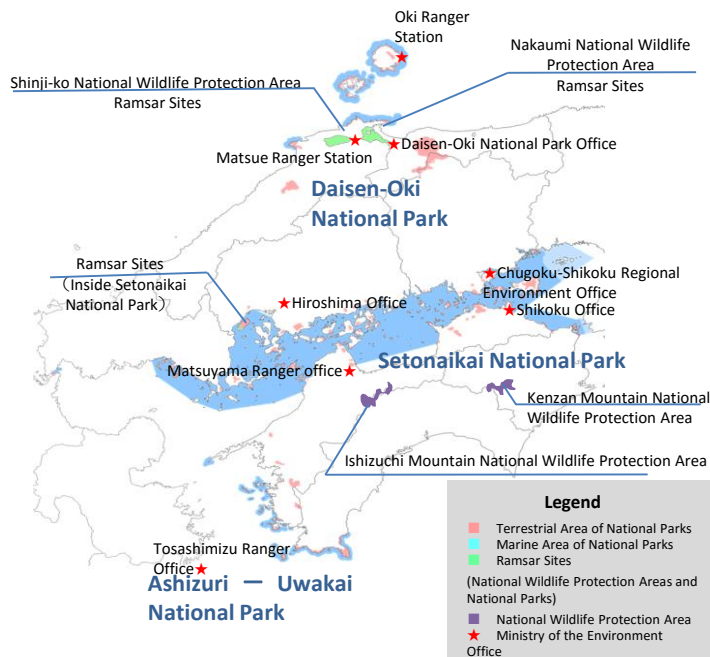 Oki Ranger
Station
Nakaumi National Wildlife
Protection Area
Ramsar Sites
Shinji-ko National Wildlife Protection Area
Ramsar Sites
Matsue Ranger Station
Daisen-Oki National Park Office
Daisen-Oki
National Park
Ramsar Sites
（Inside Setonaikai
National Park）
Hiroshima Office
Chugoku-Shikoku Regional
Environment Office
Shikoku Office
Setonaikai National Park
Matsuyama Ranger office
Kenzan Mountain National
Wildlife Protection Area
Ishizuchi Mountain National Wildlife Protection Area
Tosashimizu Ranger
Office
Ashizuri － Uwakai
National Park
Legend
Terrestrial Area of National Parks
Marine Area of National Parks
Ramsar Sites
(National Wildlife Protection Areas and
National Parks)
National Wildlife Protection Area
Ministry of the Environment
Office